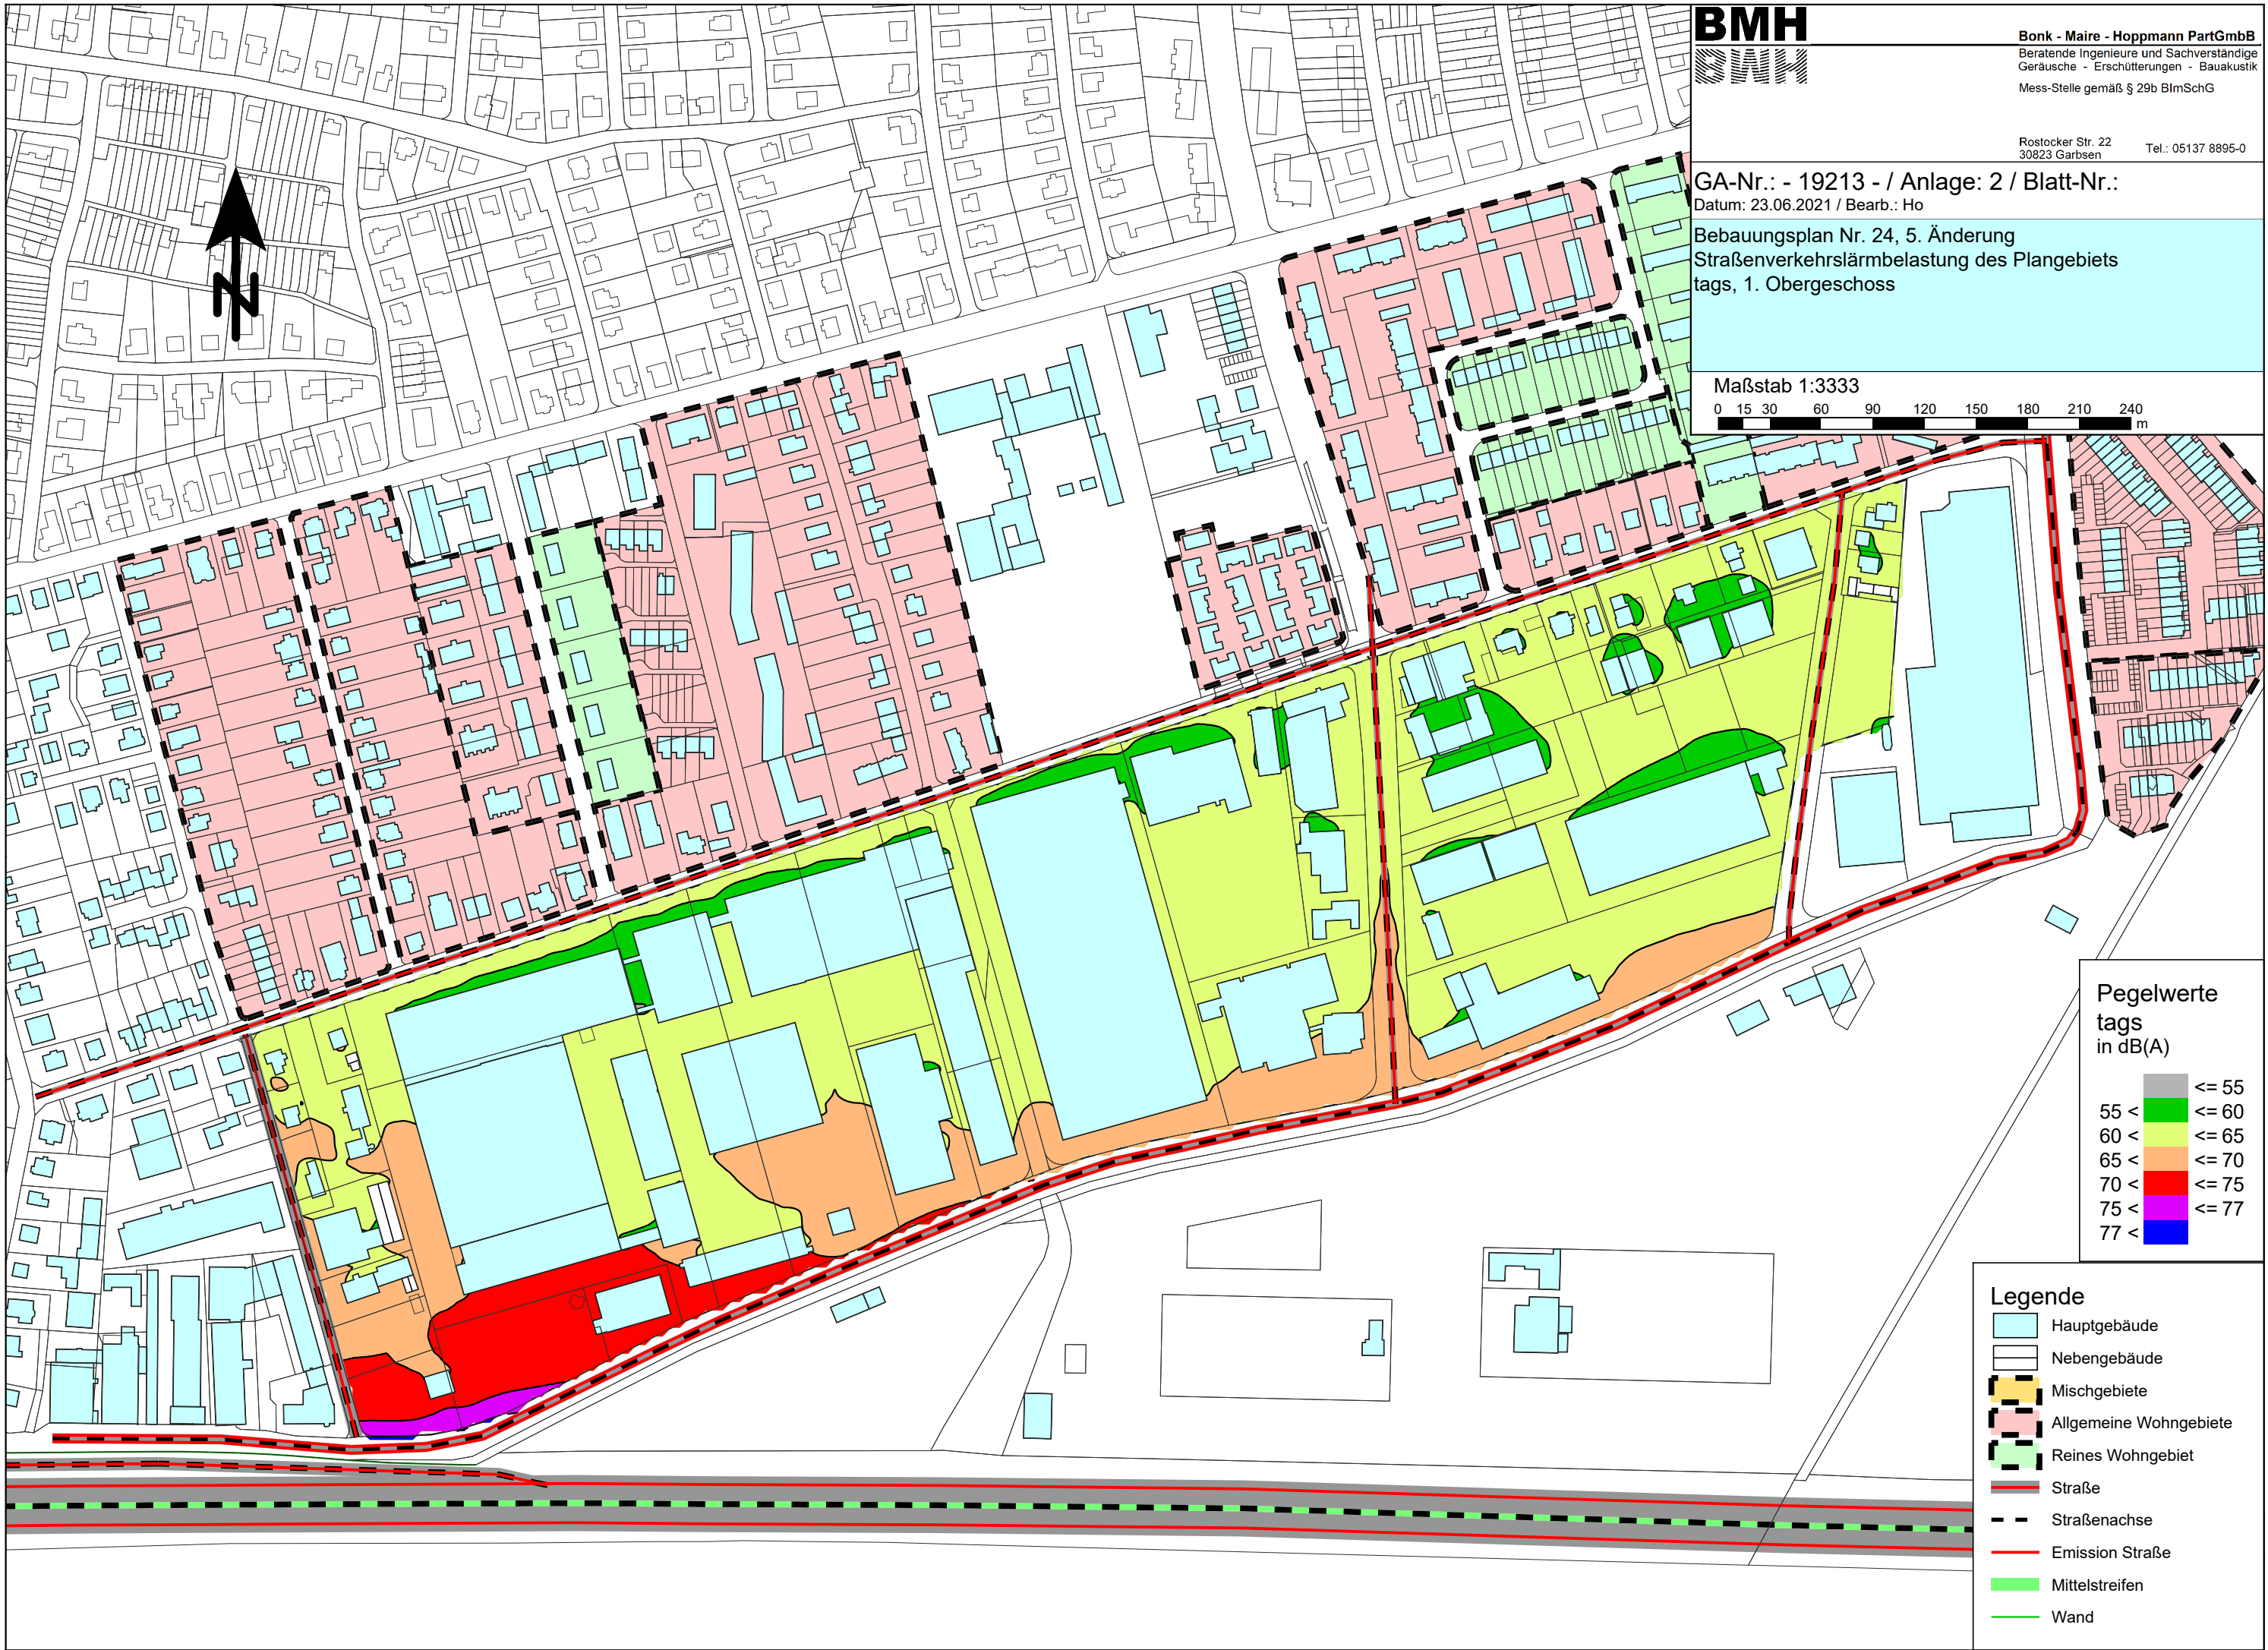 BMH
Bonk - Maire - Hoppmann PartGmbB
BMH
Beratende Ingenieure und Sachverständige
Geräusche - Erschütterungen - Bauakustik
Mess-Stelle gemäß § 29b BImSchG
Rostocker Str. 22
30823 Garbsen
Tel.: 05137 8895-0
GA-Nr.: - 19213 - / Anlage: 2 / Blatt-Nr.:
Datum: 23.06.2021 / Bearb.: Ho
Bebauungsplan Nr. 24, 5. Änderung
Straßenverkehrslärmbelastung des Plangebiets
tags, 1. Obergeschoss
Maßstab 1:3333
0 15 30 60 90 120 150 180 210 240
m
N
Pegelwerte
tags
in dB(A)
<= 55
55 < <= 60
60 < <= 65
65 < <= 70
70 < <= 75
75 < <= 77
77 <
Legende
Hauptgebäude
Nebengebäude
Mischgebiete
Allgemeine Wohngebiete
Reines Wohngebiet
Straße
Straßenachse
Emission Straße
Mittelstreifen
Wand